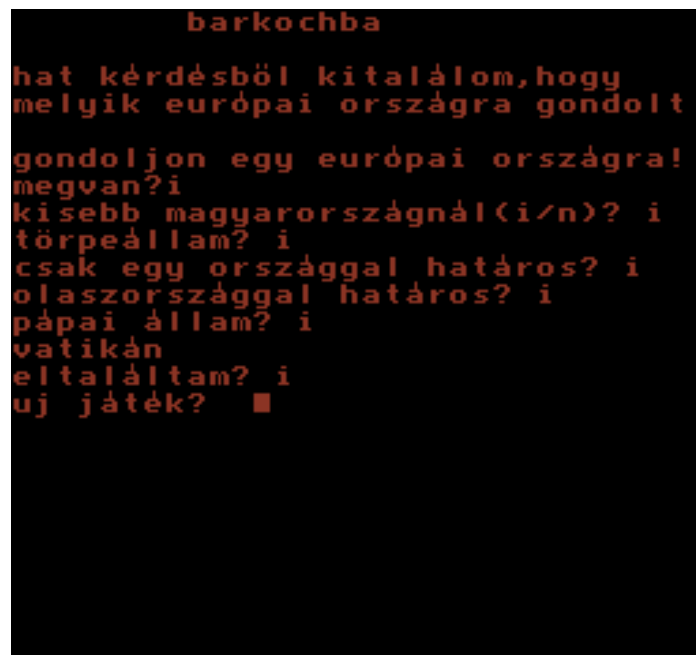 barkochba
hat kérdésböl kitalálom,hogy
melyik európai országra gondolt
gondoljon egy európai országra!
megvan?i
kisebb magyarországnál(i/n)? i
törpeállam? i
csak egy országgal határos? i
olaszországgal határos? i
pápai állam? i
vatikán
eltaláltam? i
uj játék?